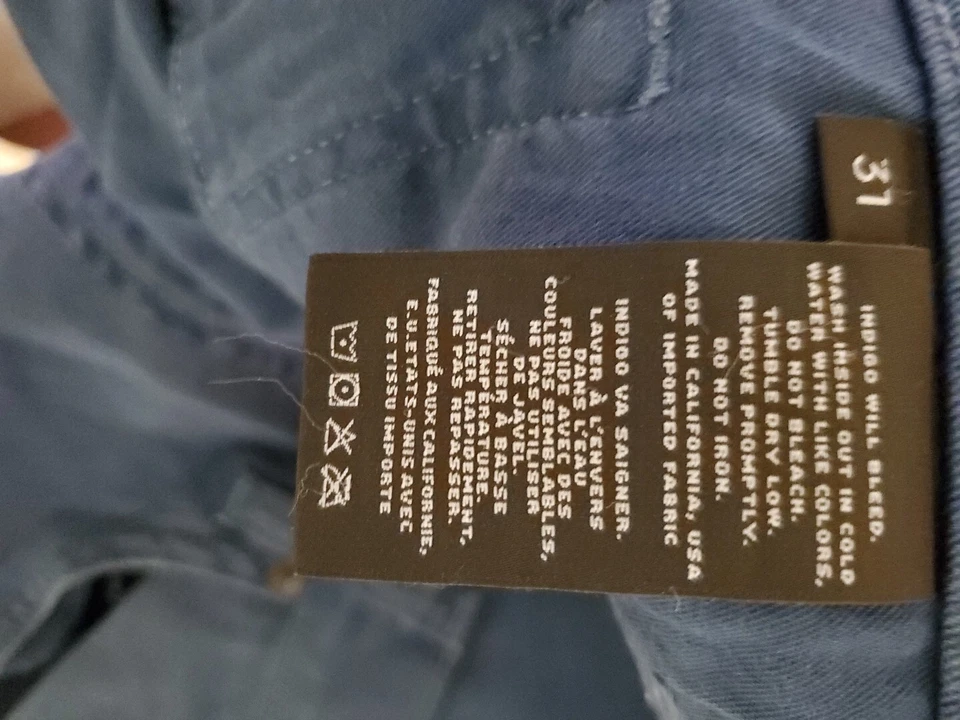 31
INDIGO WILL BLEED.
WASH INSIDE OUT IN COLD
WATER WITH LIKE COLORS.
DO NOT BLEACH.
TUMBLE DRY LOW.
REMOVE PROMPTLY.
DO NOT IRON.
MADE IN CALIFORNIA, USA
OF IMPORTED FABRIC
INDIGO VA SAIGNER.
LAVER À L'ENVERS
DANS L'EAU
FROIDE AVEC DES
COULEURS SEMBLABLES,
NE PAS UTILISER
DE JAVEL.
SÉCHER À BASSE
TEMPÉRATURE.
RETIRER RAPIDEMENT.
NE PAS REPASSER.
FABRIQUÉ AUX CALIFORNIE,
E.U.ETATS-UNIS AVEC
DE TISSU IMPORTE